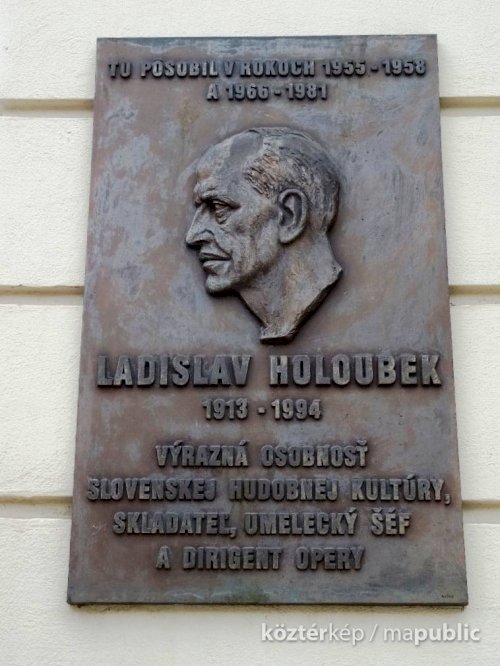 TU PÔSOBIL V ROKOCH 1955 - 1958
A 1966 - 1981
LADISLAV HOLOUBEK
1913 - 1994
VÝRAZNÁ OSOBNOSŤ
SLOVENSKEJ HUDOBNEJ KULTÚRY,
SKLADATEĽ, UMELECKÝ ŠÉF
A DIRIGENT OPERY
köztérkép / mapublic